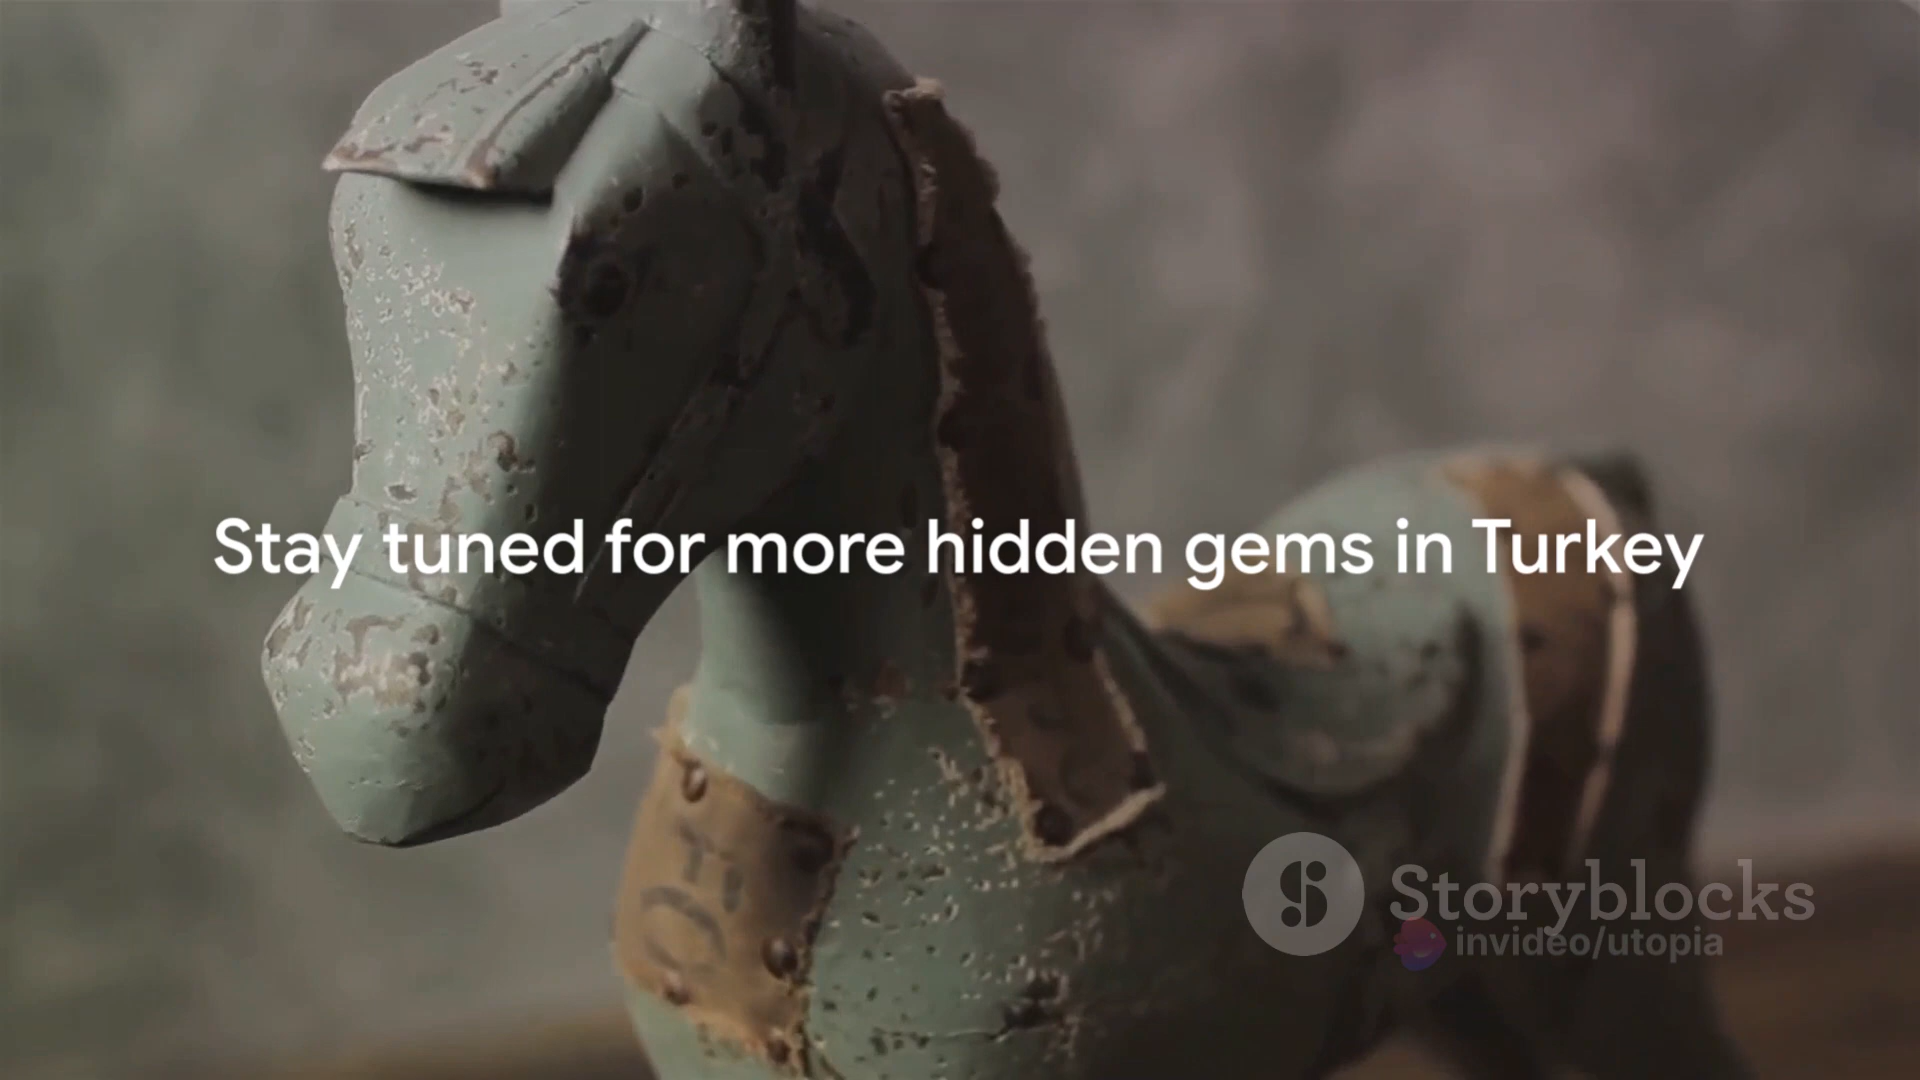 Stay tuned for more hidden gems in Turkey
Storyblocks
invideo/utopia